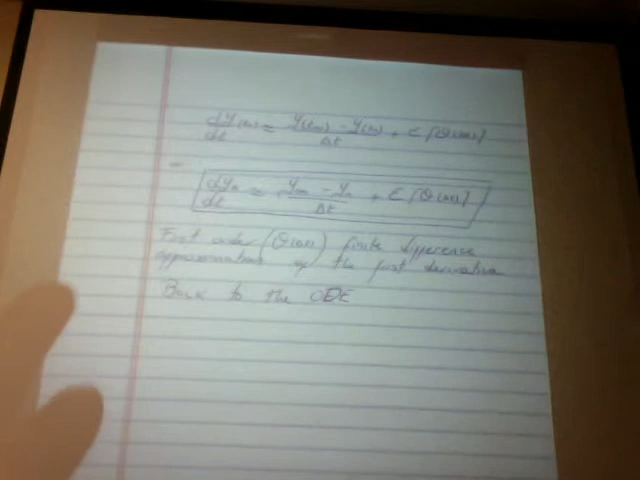 dy(tn)/dt ≈ y(tn+1) - y(tn)/Δt + E [O(Δt)]
dyn/dt ≈ yn+1 - yn/Δt + E [O(Δt)]
First order (O(Δt)) finite difference
approximation of the first derivative
Back to the ODE